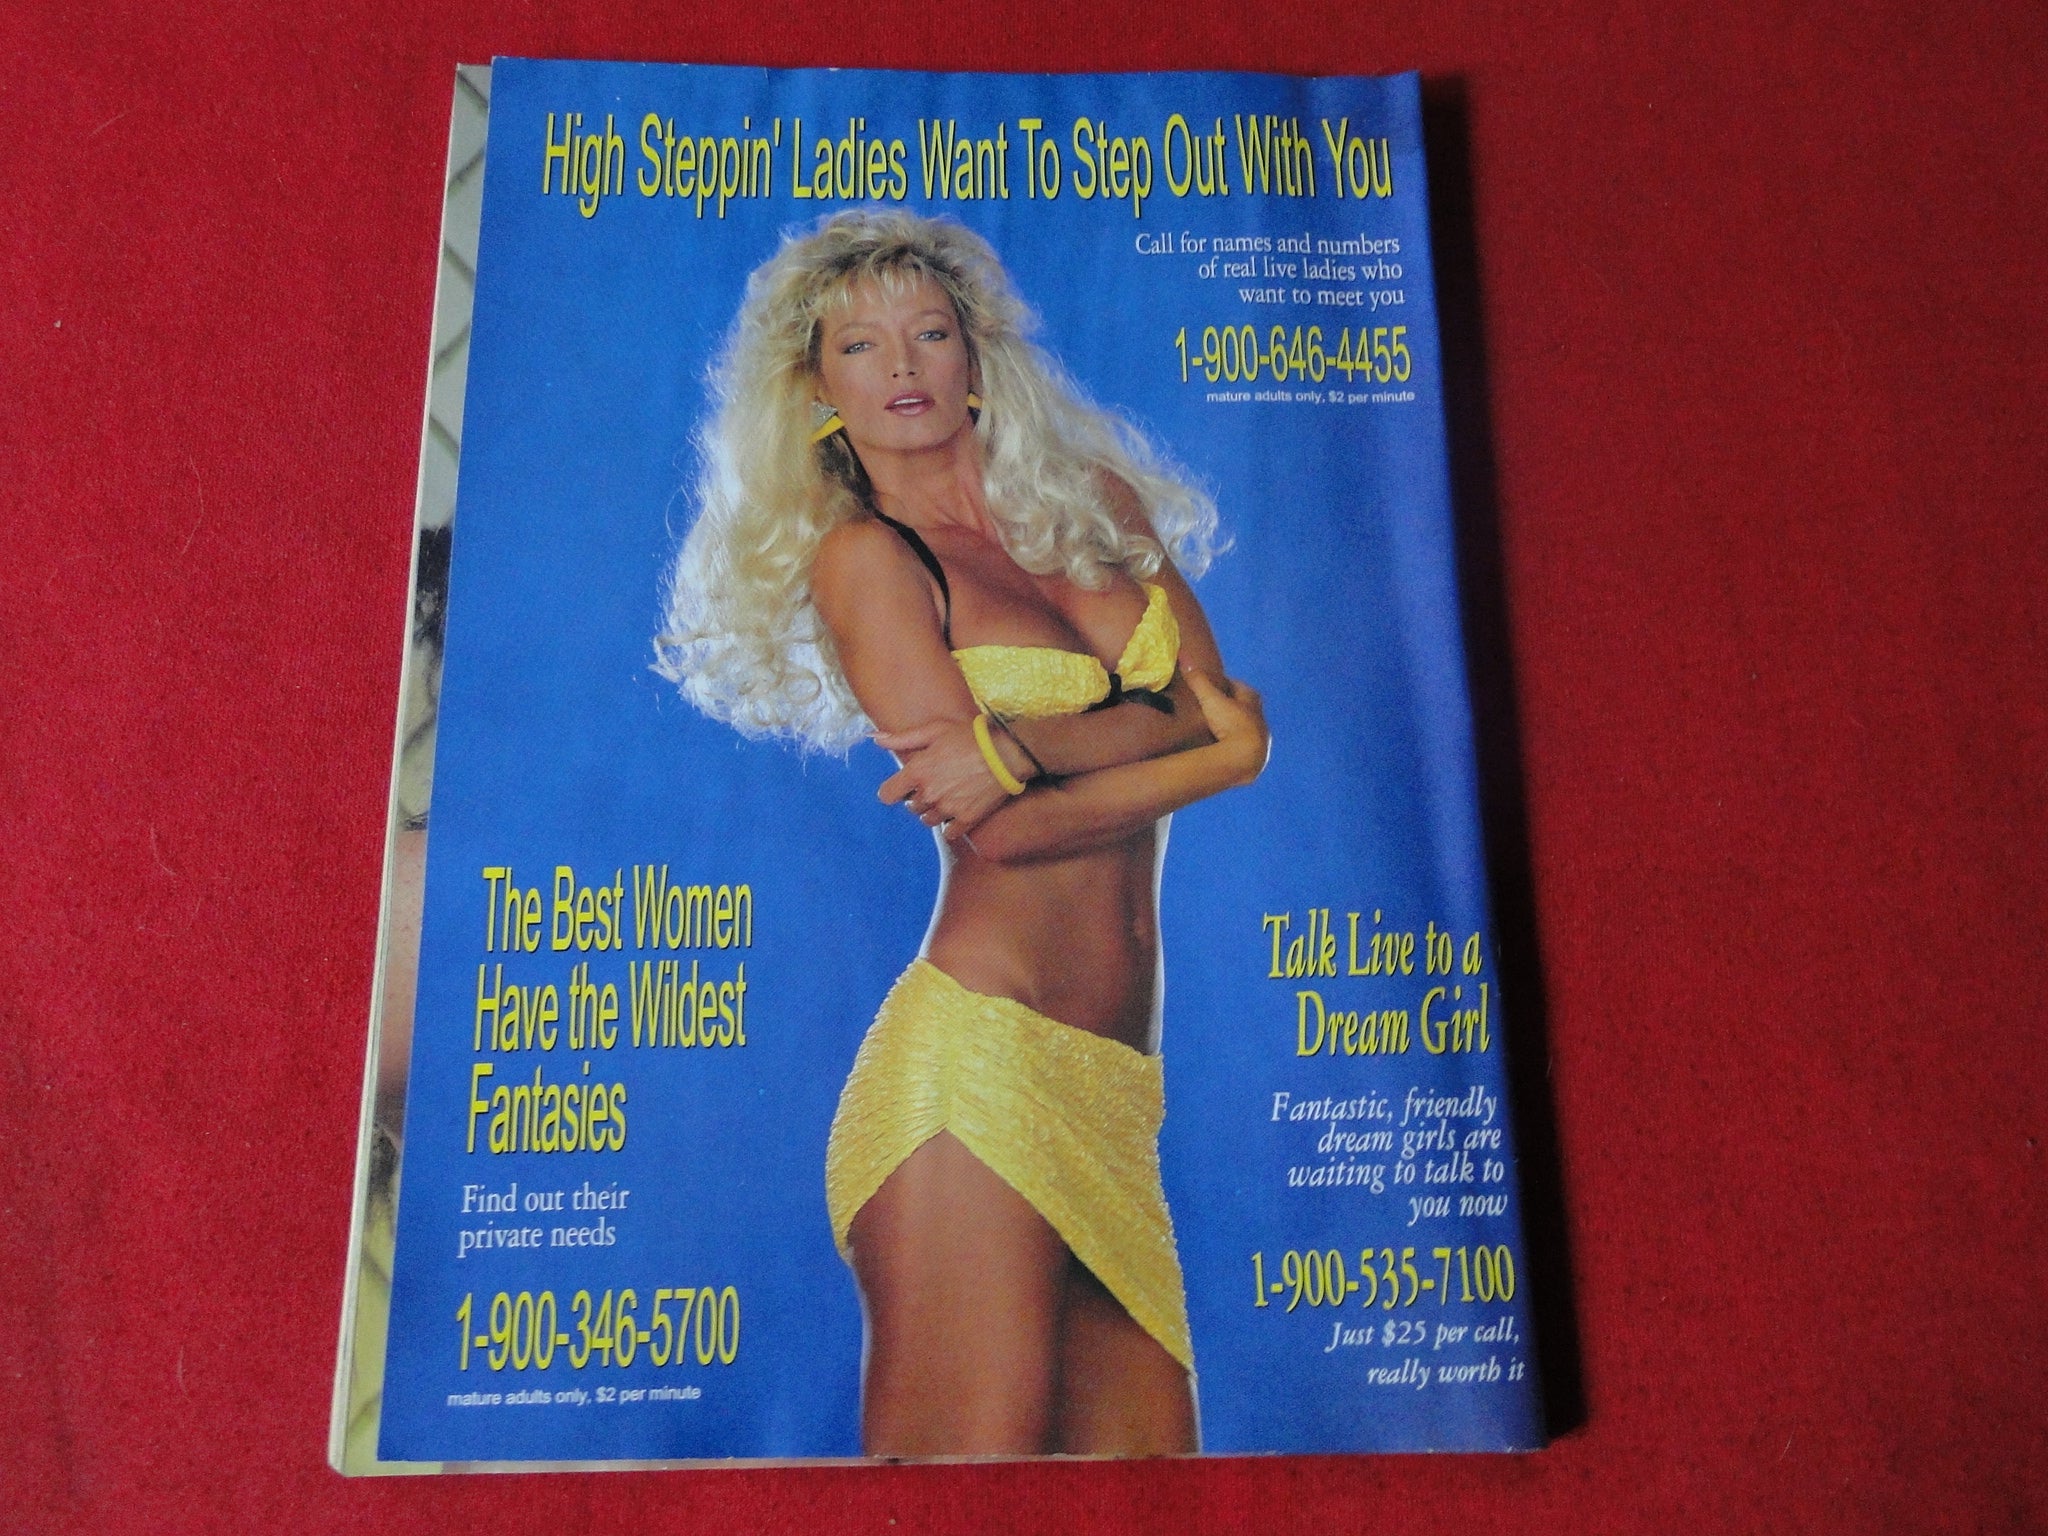 High Steppin' Ladies Want To Step Out With You
Call for names and numbers
of real live ladies who
want to meet you
1-900-646-4455
mature adults only, $2 per minute
The Best Women
Have the Wildest
Fantasies
Find out their
private needs
1-900-346-5700
mature adults only, $2 per minute
Talk Live to a
Dream Girl
Fantastic, friendly
dream girls are
waiting to talk to
you now
1-900-535-7100
Just $25 per call,
really worth it